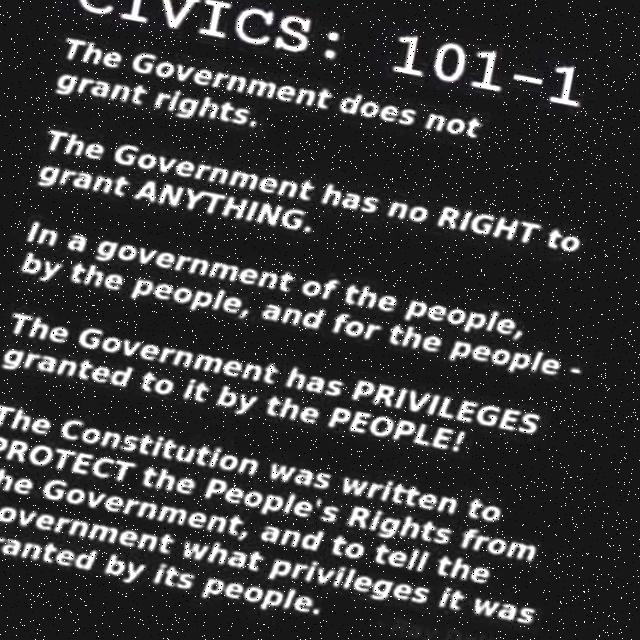 CIVICS: 101-1
The Government does not
grant rights.
The Government has no RIGHT to
grant ANYTHING.
In a government of the people,
by the people, and for the people -
The Government has PRIVILEGES
granted to it by the PEOPLE!
The Constitution was written to
PROTECT the People's Rights from
the Government, and to tell the
Government what privileges it was
granted by its people.